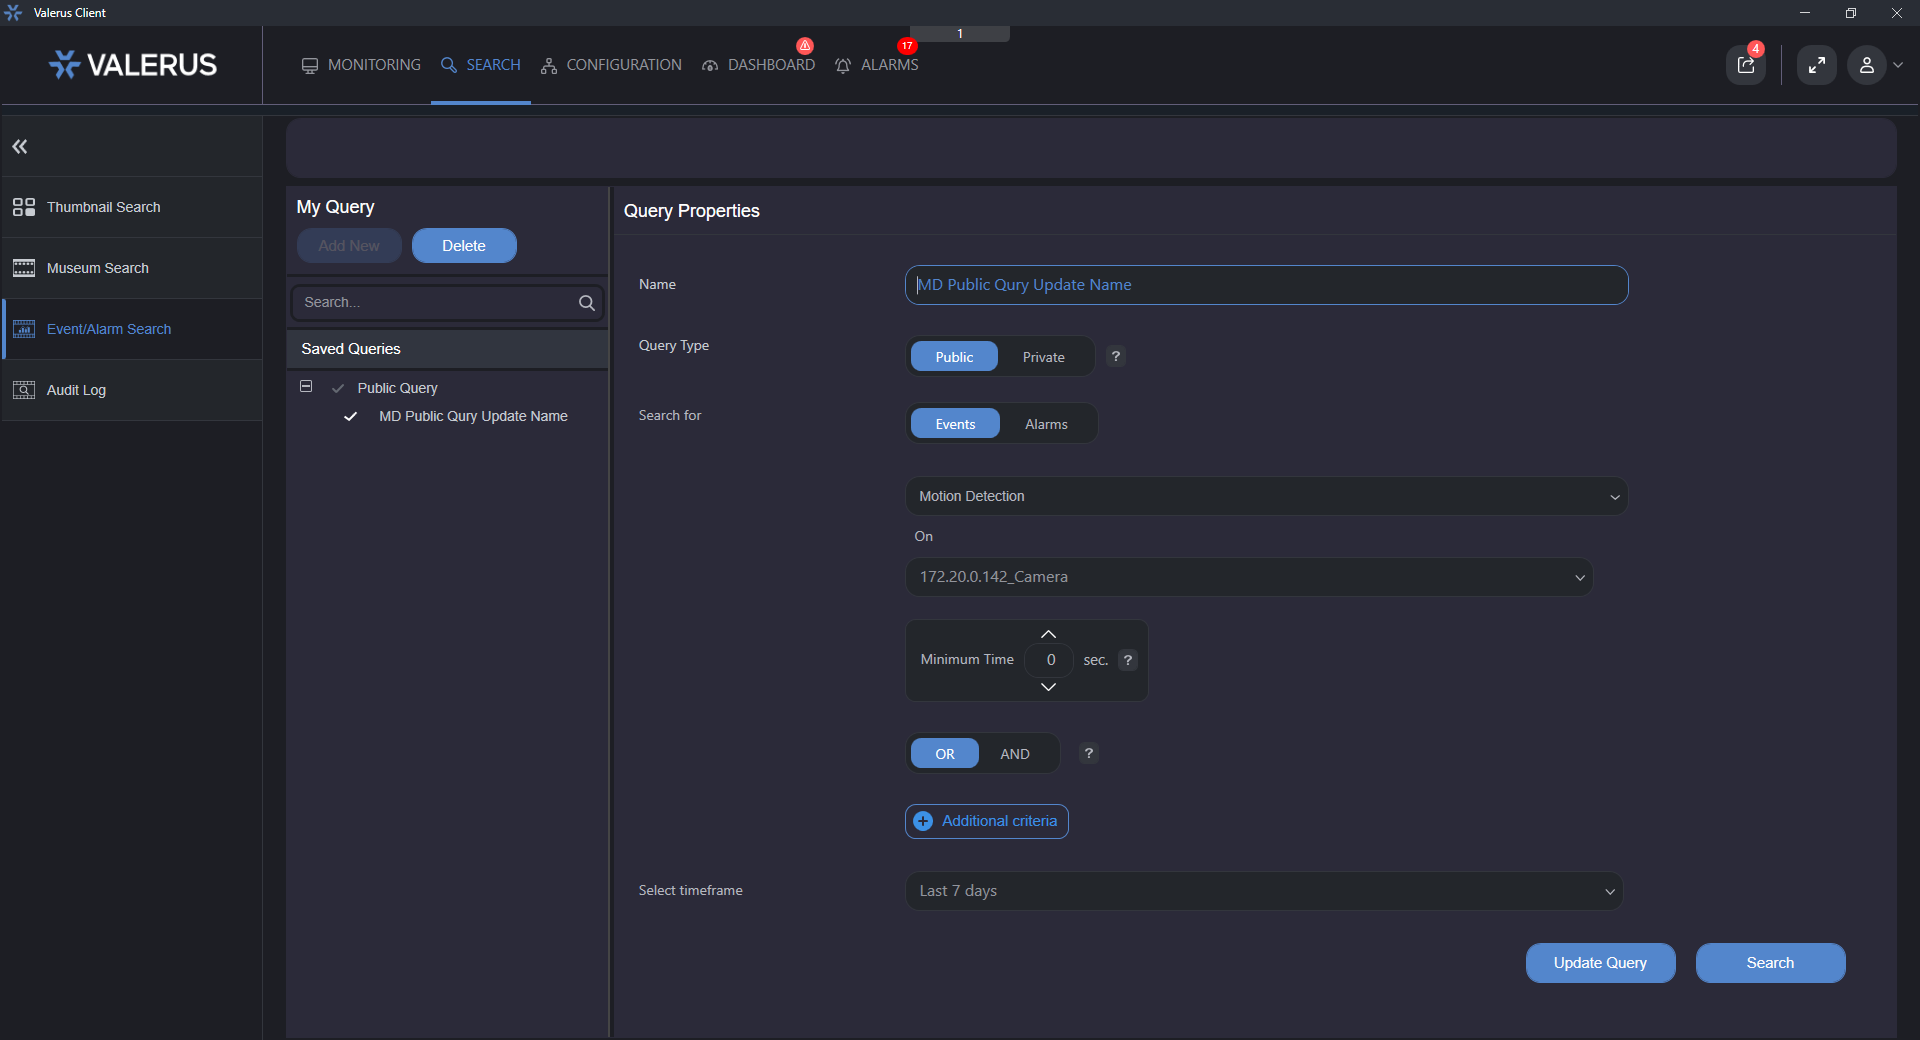 Valerus Client
1
VALERUS
MONITORING
SEARCH
CONFIGURATION
DASHBOARD
17
ALARMS
4
Thumbnail Search
Museum Search
Event/Alarm Search
Audit Log
My Query
Add New
Delete
Search...
Saved Queries
Public Query
MD Public Qury Update Name
Query Properties
Name
MD Public Qury Update Name
Query Type
Public
Private
?
Search for
Events
Alarms
Motion Detection
On
172.20.0.142_Camera
Minimum Time
0
sec.
?
OR
AND
?
Additional criteria
Select timeframe
Last 7 days
Update Query
Search